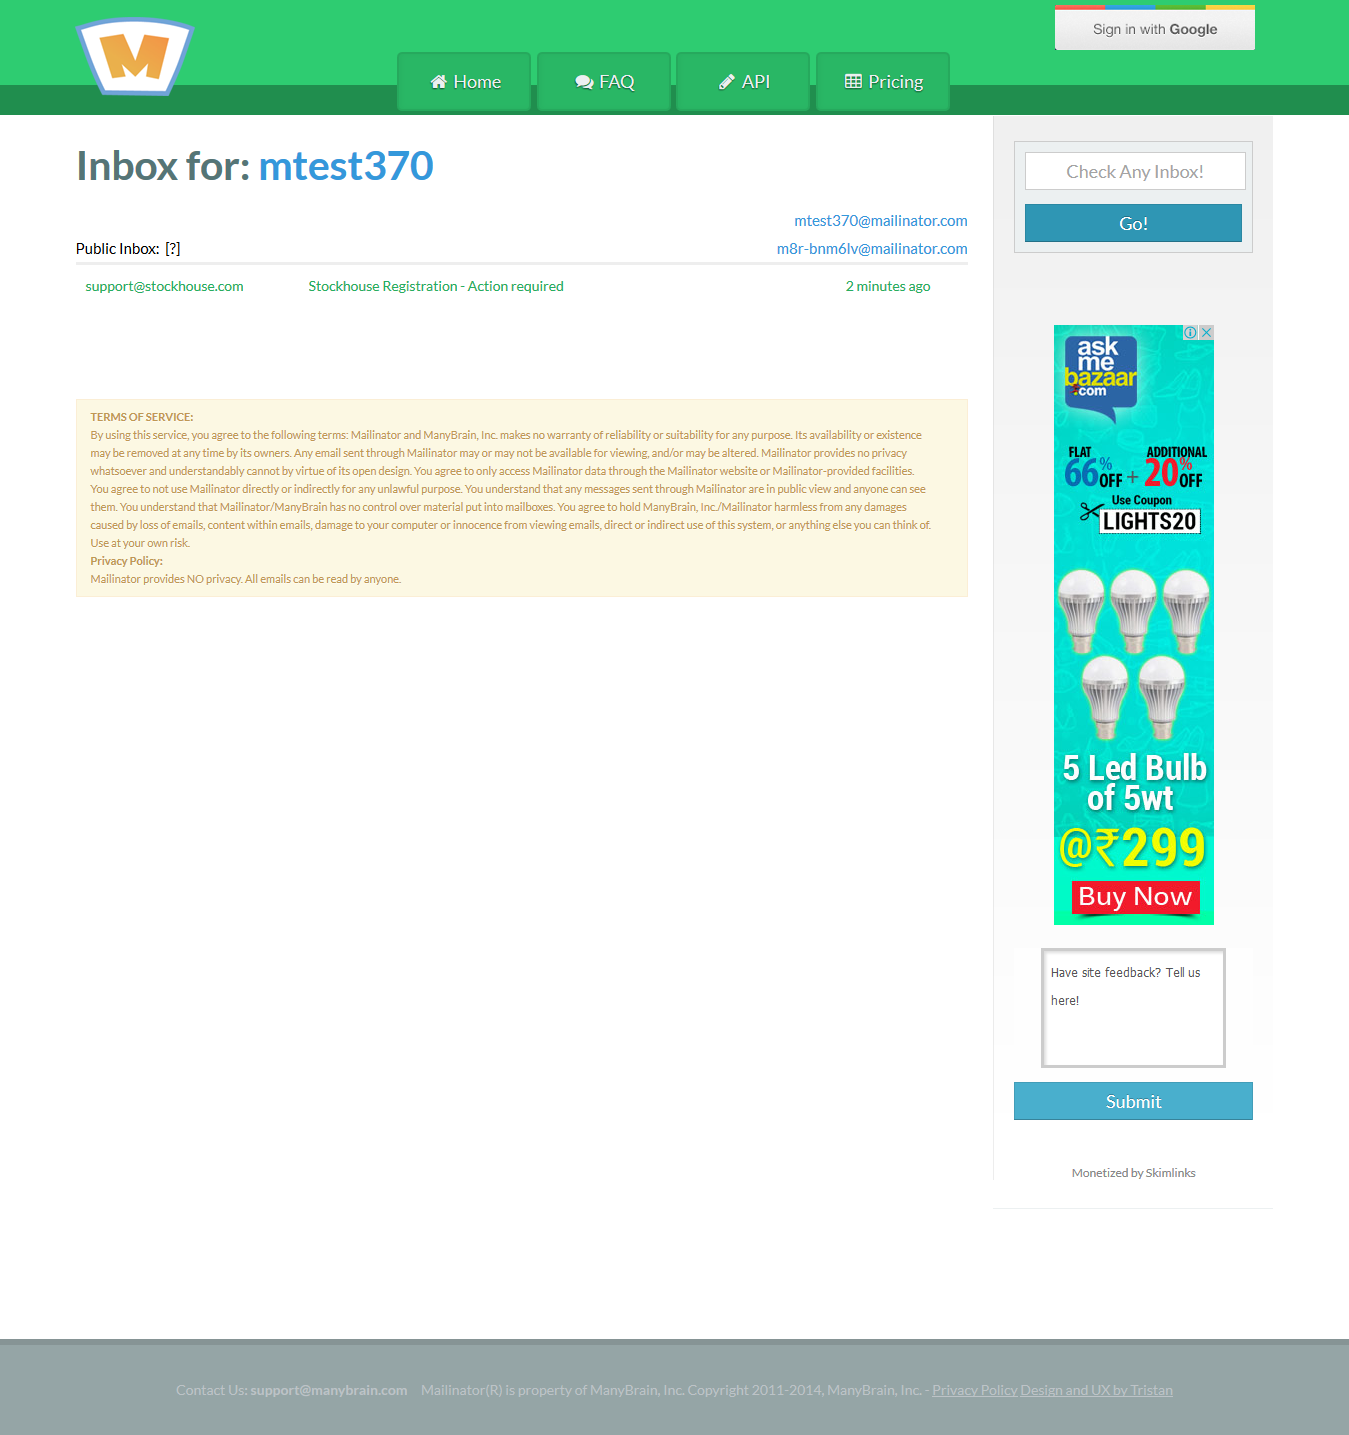 M
Sign in with Google
Home
FAQ
API
Pricing
Inbox for: mtest370
mtest370@mailinator.com
Public Inbox: [?]
m8r-bnm6lv@mailinator.com
support@stockhouse.com
Stockhouse Registration - Action required
2 minutes ago
TERMS OF SERVICE:
By using this service, you agree to the following terms: Mailinator and ManyBrain, Inc. makes no warranty of reliability or suitability for any purpose. Its availability or existence
may be removed at any time by its owners. Any email sent through Mailinator may or may not be available for viewing, and/or may be altered. Mailinator provides no privacy
whatsoever and understandably cannot by virtue of its open design. You agree to only access Mailinator data through the Mailinator website or Mailinator-provided facilities.
You agree to not use Mailinator directly or indirectly for any unlawful purpose. You understand that any messages sent through Mailinator are in public view and anyone can see
them. You understand that Mailinator/ManyBrain has no control over material put into mailboxes. You agree to hold ManyBrain, Inc./Mailinator harmless from any damages
caused by loss of emails, content within emails, damage to your computer or innocence from viewing emails, direct or indirect use of this system, or anything else you can think of.
Use at your own risk.
Privacy Policy:
Mailinator provides NO privacy. All emails can be read by anyone.
Check Any Inbox!
Go!
ask
me
bazaar
.com
FLAT
66% OFF
+
ADDITIONAL
20% OFF
Use Coupon
LIGHTS20
5 Led Bulb
of 5wt
@₹299
Buy Now
Have site feedback? Tell us
here!
Submit
Monetized by Skimlinks
Contact Us: support@manybrain.com Mallinator(R) is property of ManyBrain, Inc. Copyright 2011-2014, ManyBrain, Inc. - Privacy Policy Design and UX by Tristan